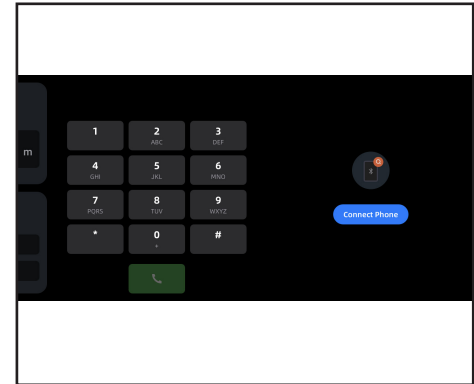 m
1
2
ABC
3
DEF
4
GHI
5
JKL
6
MNO
7
PQRS
8
TUV
9
WXYZ
*
0
+
#
Connect Phone